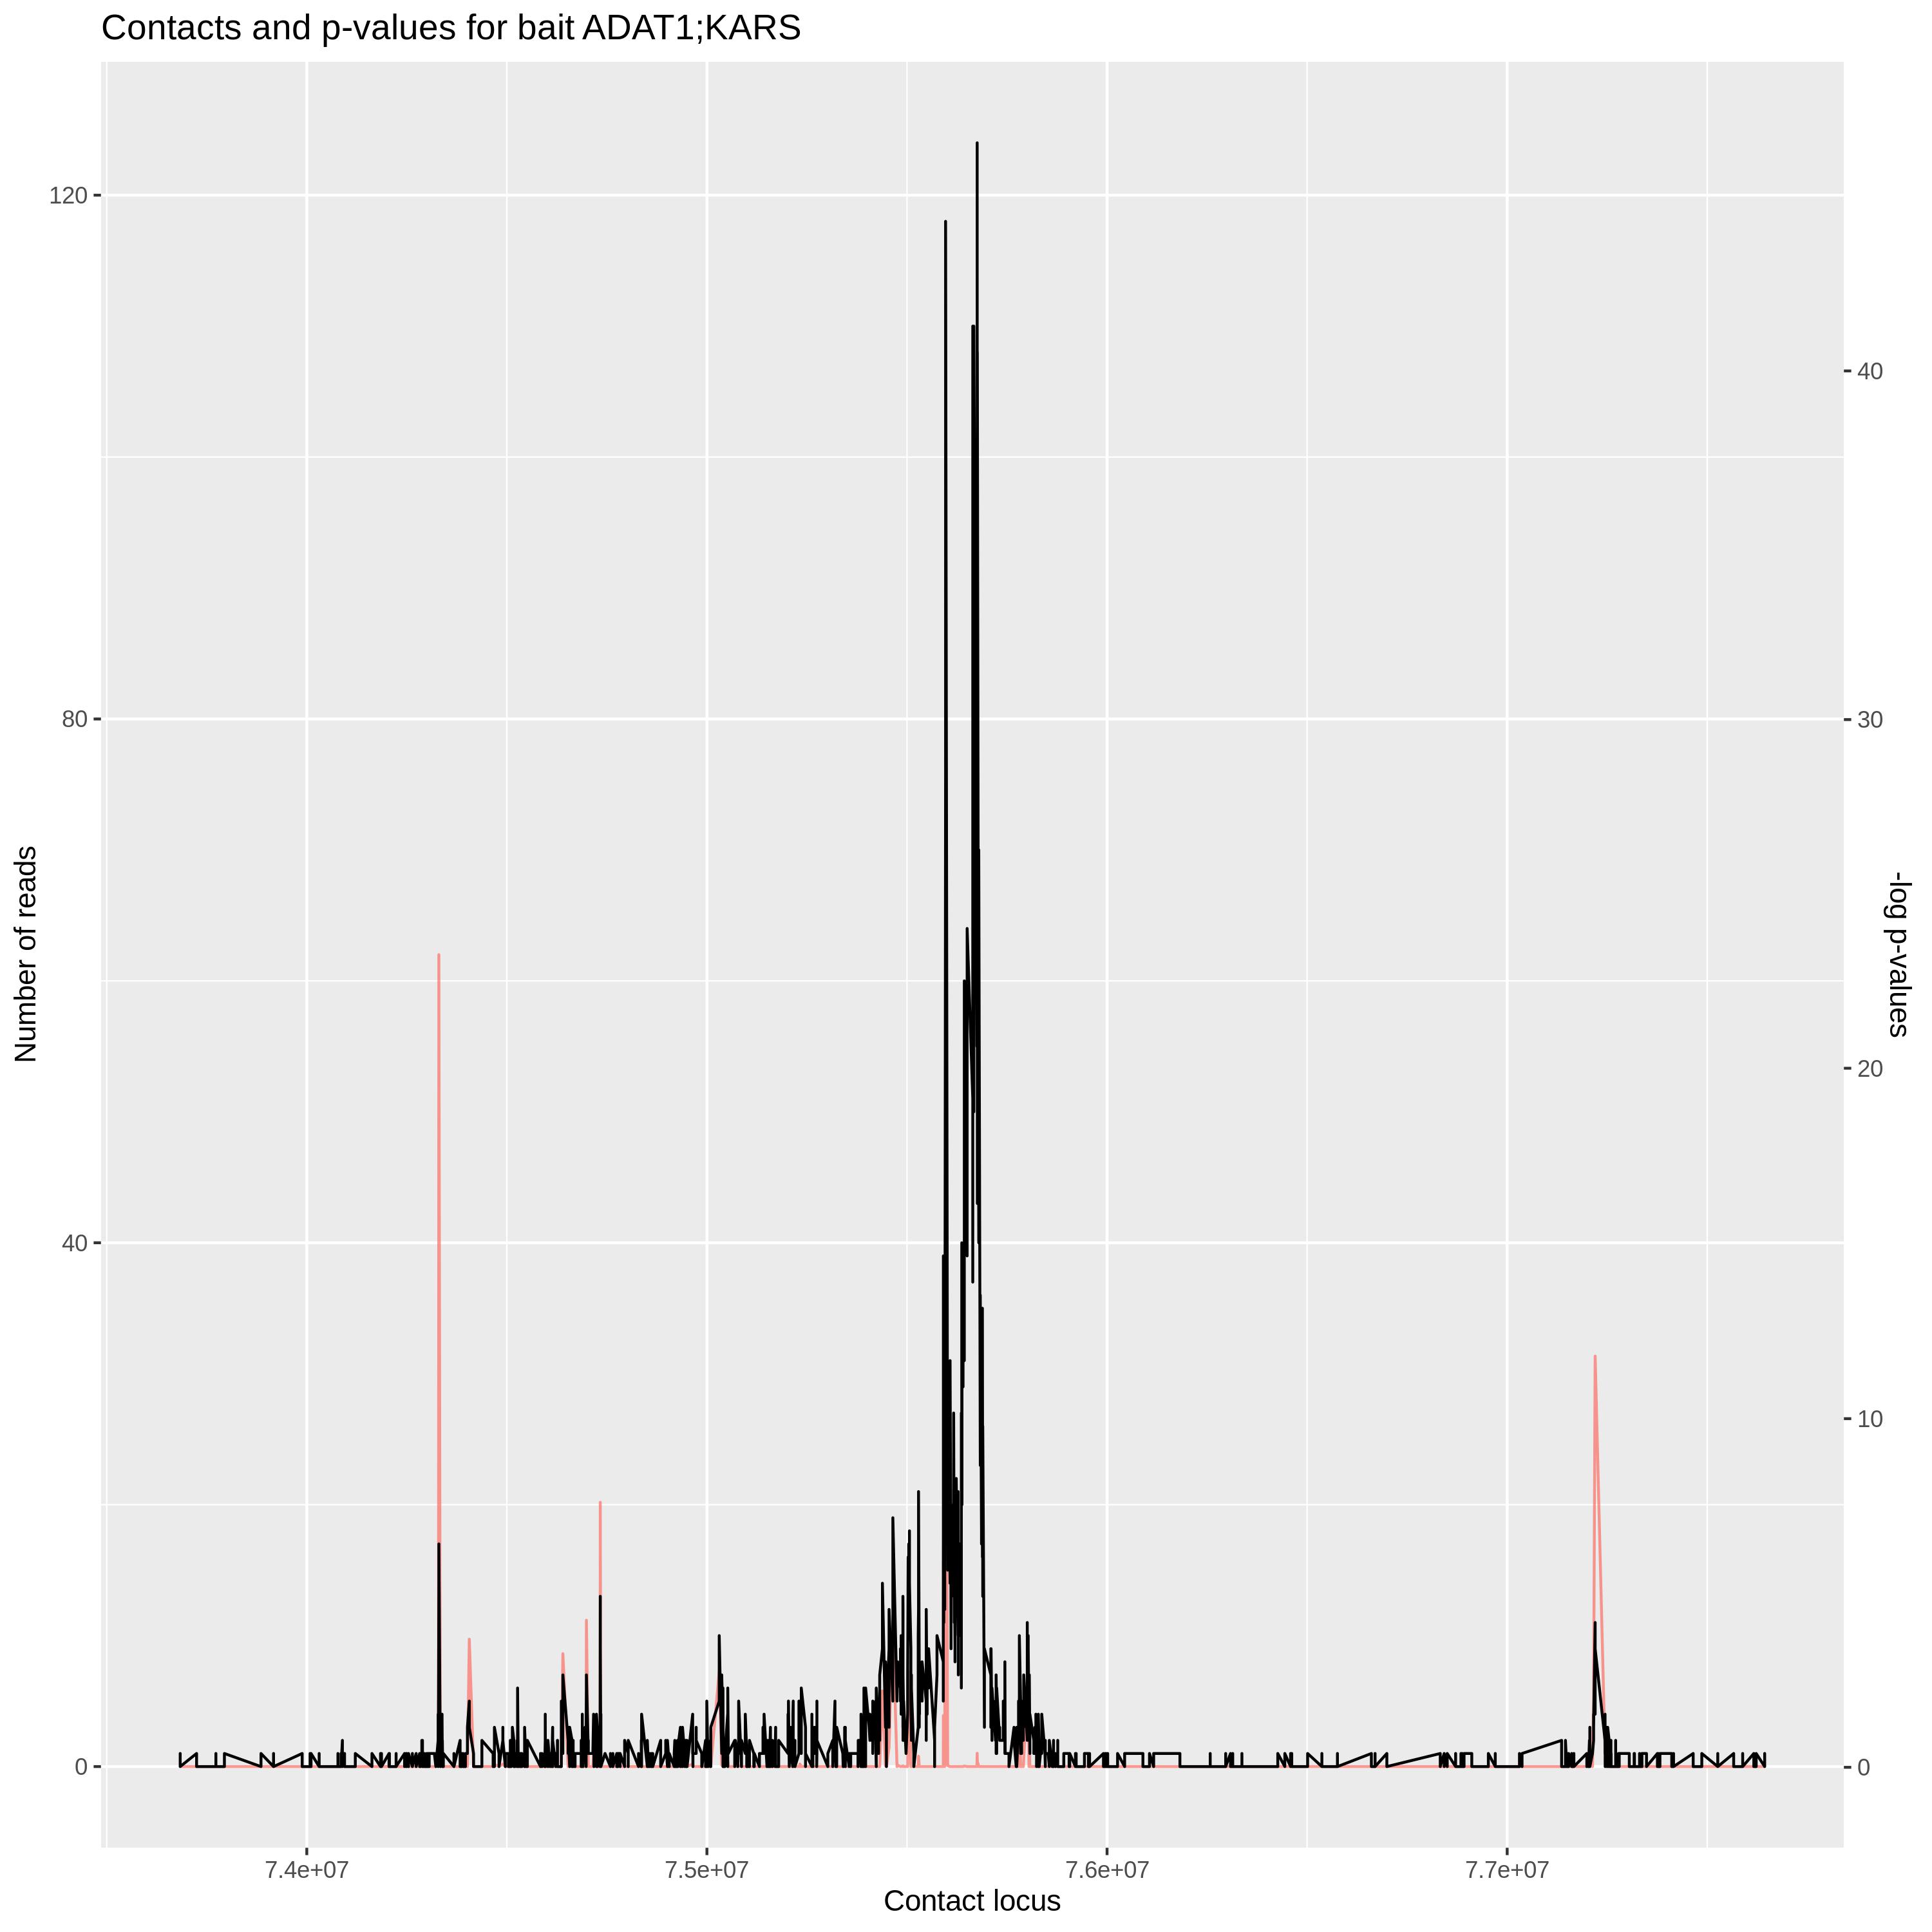 Contacts and p-values for bait ADAT1;KARS
120
80
40
0
Number of reads
40
30
20
10
0
-log p-values
7.4e+07
7.5e+07
7.6e+07
7.7e+07
Contact locus